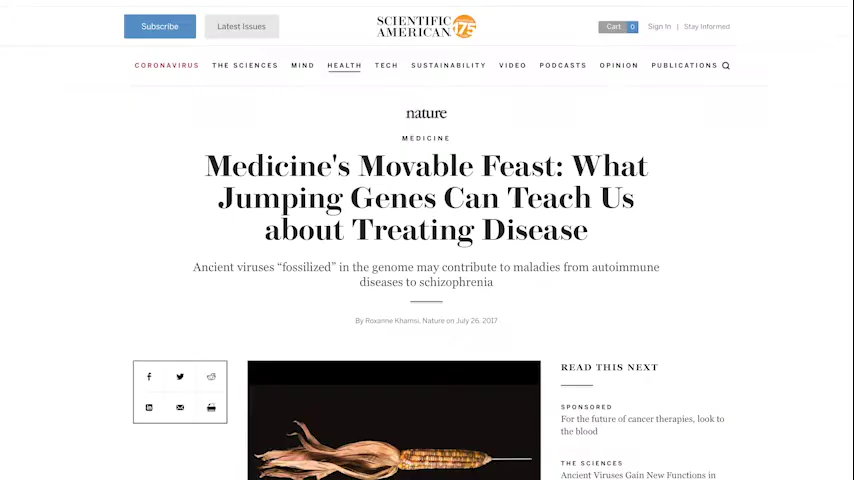 Subscribe
Latest Issues
SCIENTIFIC
AMERICAN
175
Cart 0
Sign In | Stay Informed
CORONAVIRUS THE SCIENCES MIND HEALTH TECH SUSTAINABILITY VIDEO PODCASTS OPINION PUBLICATIONS
nature
MEDICINE
Medicine's Movable Feast: What
Jumping Genes Can Teach Us
about Treating Disease
Ancient viruses “fossilized” in the genome may contribute to maladies from autoimmune
diseases to schizophrenia
By Roxanne Khamsi, Nature on July 26, 2017
READ THIS NEXT
SPONSORED
For the future of cancer therapies, look to
the blood
THE SCIENCES
Ancient Viruses Gain New Functions in